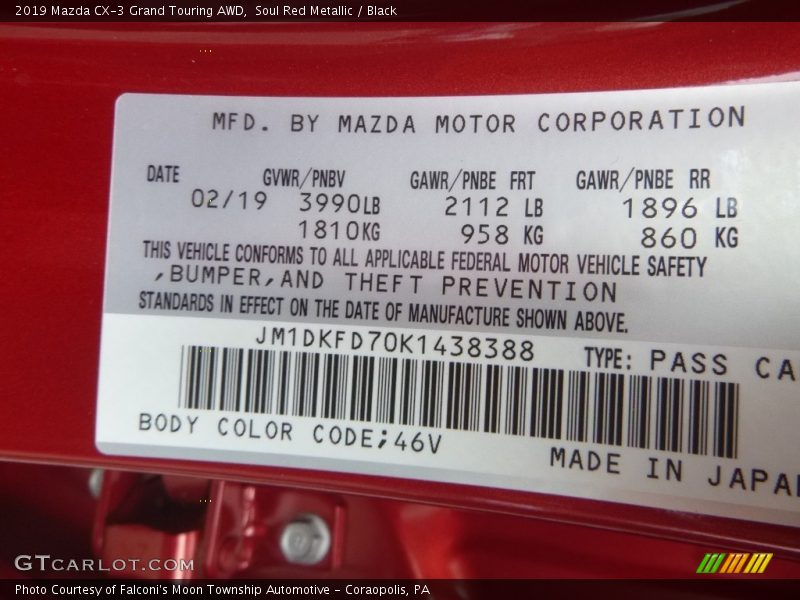 2019 Mazda CX-3 Grand Touring AWD, Soul Red Metallic / Black
MFD. BY MAZDA MOTOR CORPORATION
DATE GVWR/PNBV GAWR/PNBE FRT GAWR/PNBE RR
02/19 3990LB 2112 LB 1896 LB
1810KG 958 KG 860 KG
THIS VEHICLE CONFORMS TO ALL APPLICABLE FEDERAL MOTOR VEHICLE SAFETY
,BUMPER,AND THEFT PREVENTION
STANDARDS IN EFFECT ON THE DATE OF MANUFACTURE SHOWN ABOVE.
JM1DKFD70K1438388 TYPE: PASS CA
BODY COLOR CODE;46V
MADE IN JAPAN
GTCARLOT.COM
Photo Courtesy of Falconi's Moon Township Automotive - Coraopolis, PA